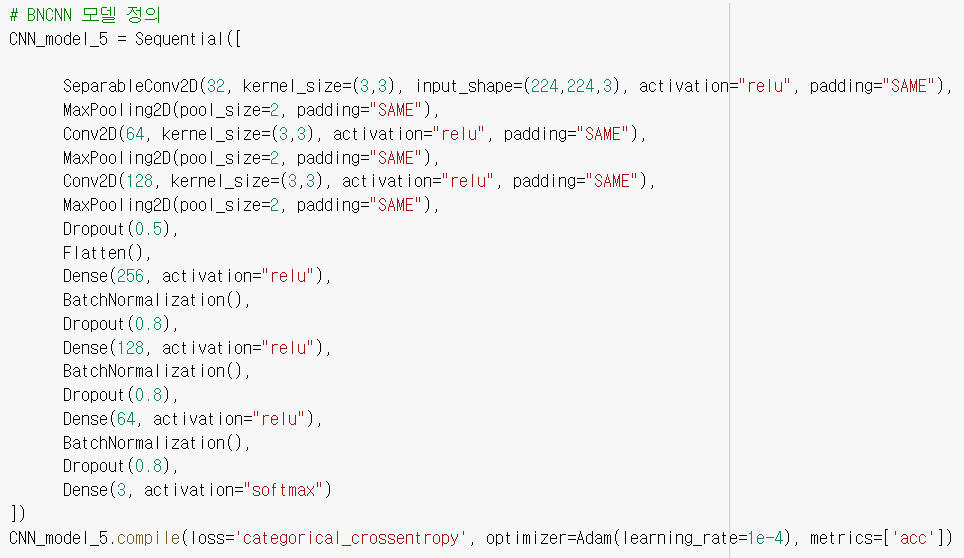 # BNCNN 모델 정의
CNN_model_5 = Sequential([
SeparableConv2D(32, kernel_size=(3,3), input_shape=(224,224,3), activation="relu", padding="SAME"),
MaxPooling2D(pool_size=2, padding="SAME"),
Conv2D(64, kernel_size=(3,3), activation="relu", padding="SAME"),
MaxPooling2D(pool_size=2, padding="SAME"),
Conv2D(128, kernel_size=(3,3), activation="relu", padding="SAME"),
MaxPooling2D(pool_size=2, padding="SAME"),
Dropout(0.5),
Flatten(),
Dense(256, activation="relu"),
BatchNormalization(),
Dropout(0.8),
Dense(128, activation="relu"),
BatchNormalization(),
Dropout(0.8),
Dense(64, activation="relu"),
BatchNormalization(),
Dropout(0.8),
Dense(3, activation="softmax")
])
CNN_model_5.compile(loss='categorical_crossentropy', optimizer=Adam(learning_rate=1e-4), metrics=['acc'])